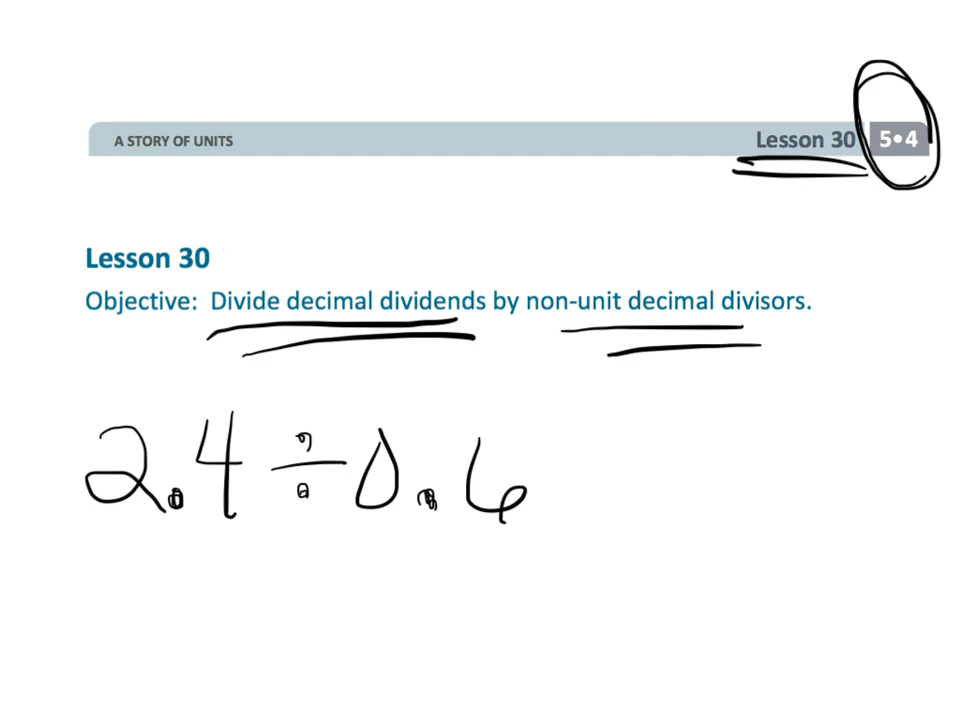 A STORY OF UNITS Lesson 30 5•4
Lesson 30
Objective: Divide decimal dividends by non-unit decimal divisors.
2.4 ÷ 0.6